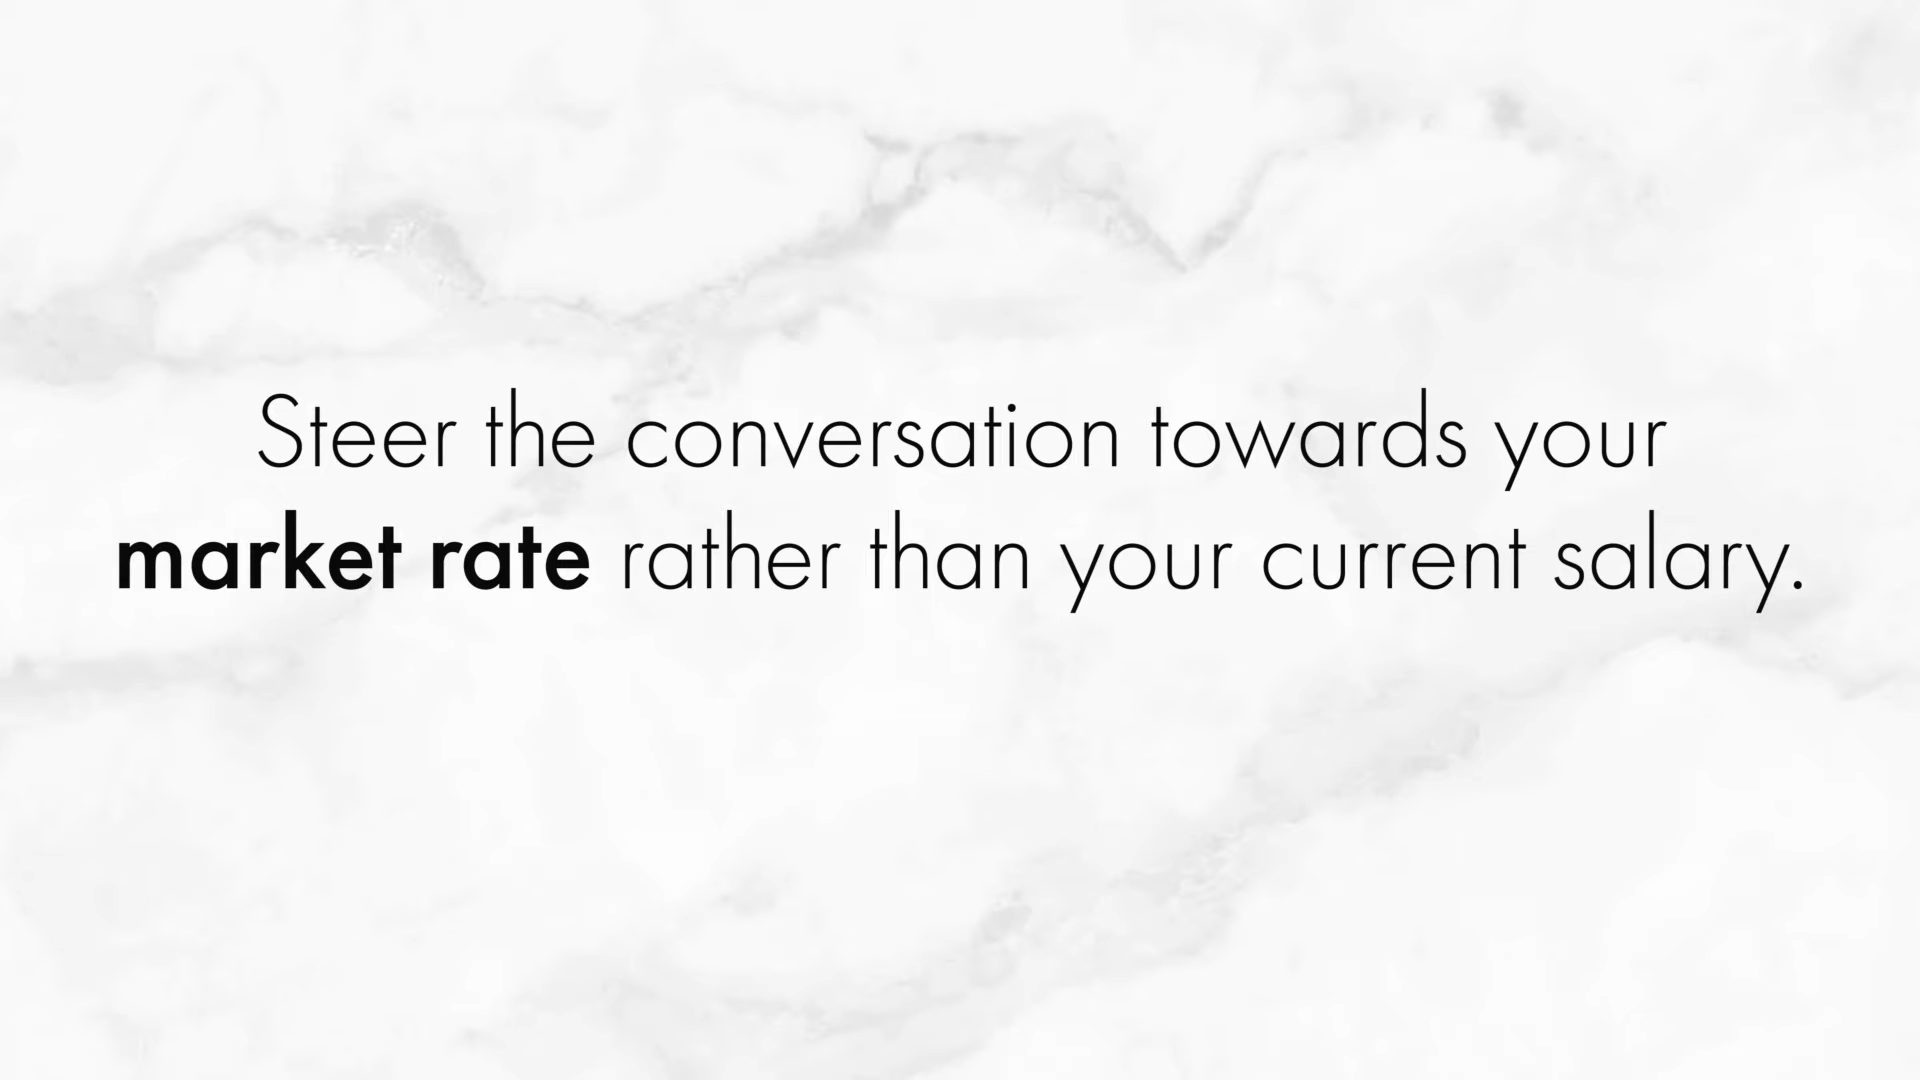 Steer the conversation towards your
market rate rather than your current salary.